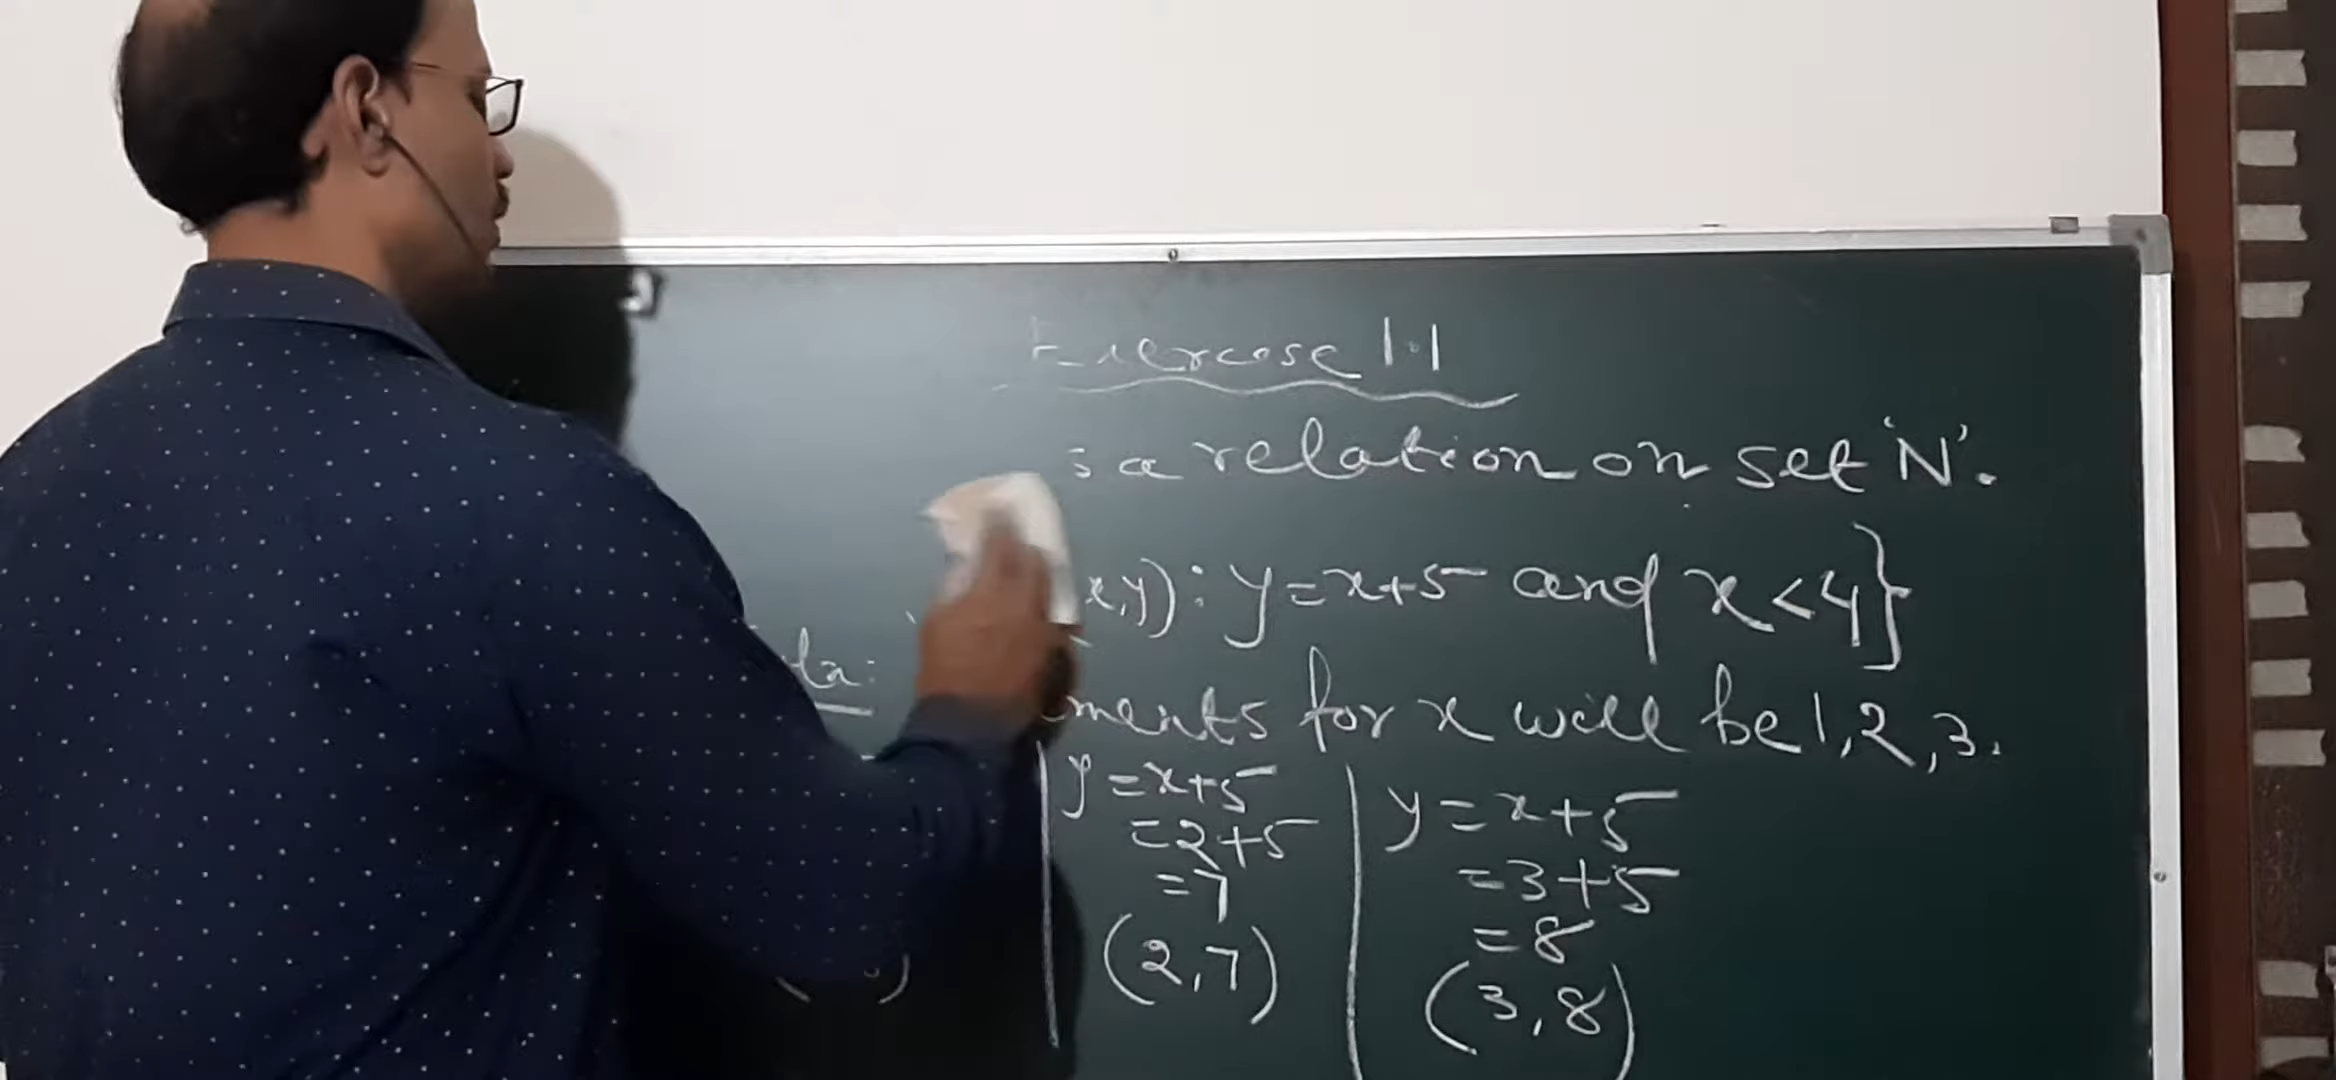 Exercise 1.1
a relation on set 'N'.
x,y): y=x+5 and x<4}
ments for x will be 1,2,3.
y=x+5
=2+5
=7
(2,7)
y=x+5
=3+5
=8
(3,8)